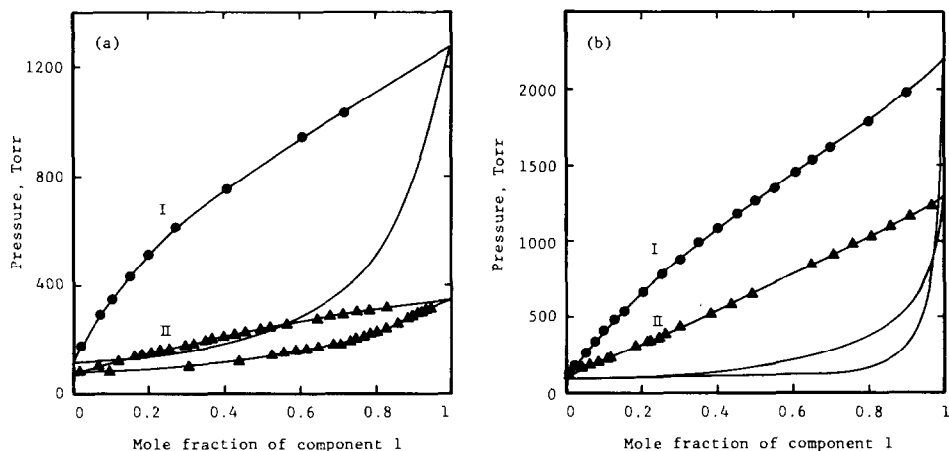 (a)
1200
800
400
0
Pressure, Torr
I
II
0 0.2 0.4 0.6 0.8 1
Mole fraction of component 1
(b)
2000
1500
1000
500
0
Pressure, Torr
I
II
0 0.2 0.4 0.6 0.8 1
Mole fraction of component 1